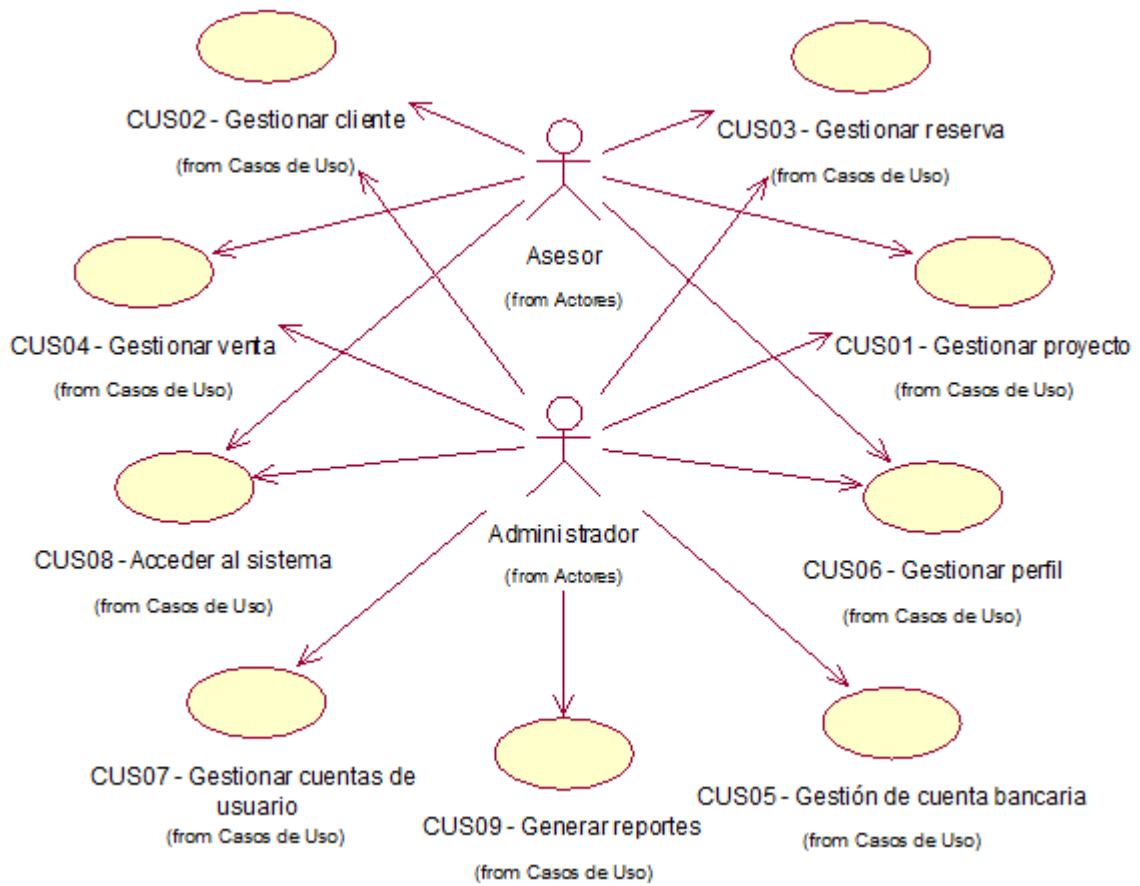 CUS02 - Gestionar cliente
(from Casos de Uso)
CUS03 - Gestionar reserva
(from Casos de Uso)
Asesor
(from Actores)
CUS04 - Gestionar venta
(from Casos de Uso)
CUS01 - Gestionar proyecto
(from Casos de Uso)
Administrador
(from Actores)
CUS08 - Acceder al sistema
(from Casos de Uso)
CUS06 - Gestionar perfil
(from Casos de Uso)
CUS07 - Gestionar cuentas de
usuario
(from Casos de Uso)
CUS09 - Generar reportes
(from Casos de Uso)
CUS05 - Gestión de cuenta bancaria
(from Casos de Uso)